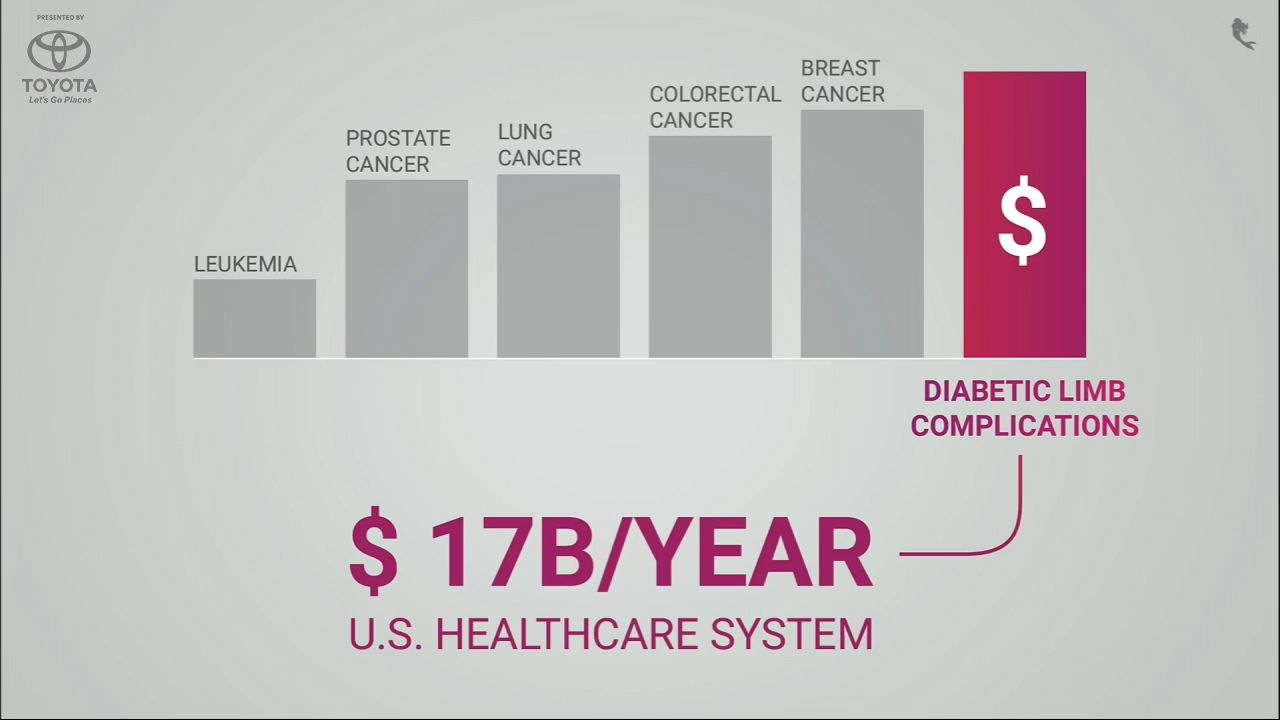 PRESENTED BY
TOYOTA
Let's Go Places
LEUKEMIA
PROSTATE
CANCER
LUNG
CANCER
COLORECTAL
CANCER
BREAST
CANCER
$
DIABETIC LIMB
COMPLICATIONS
$ 17B/YEAR
U.S. HEALTHCARE SYSTEM